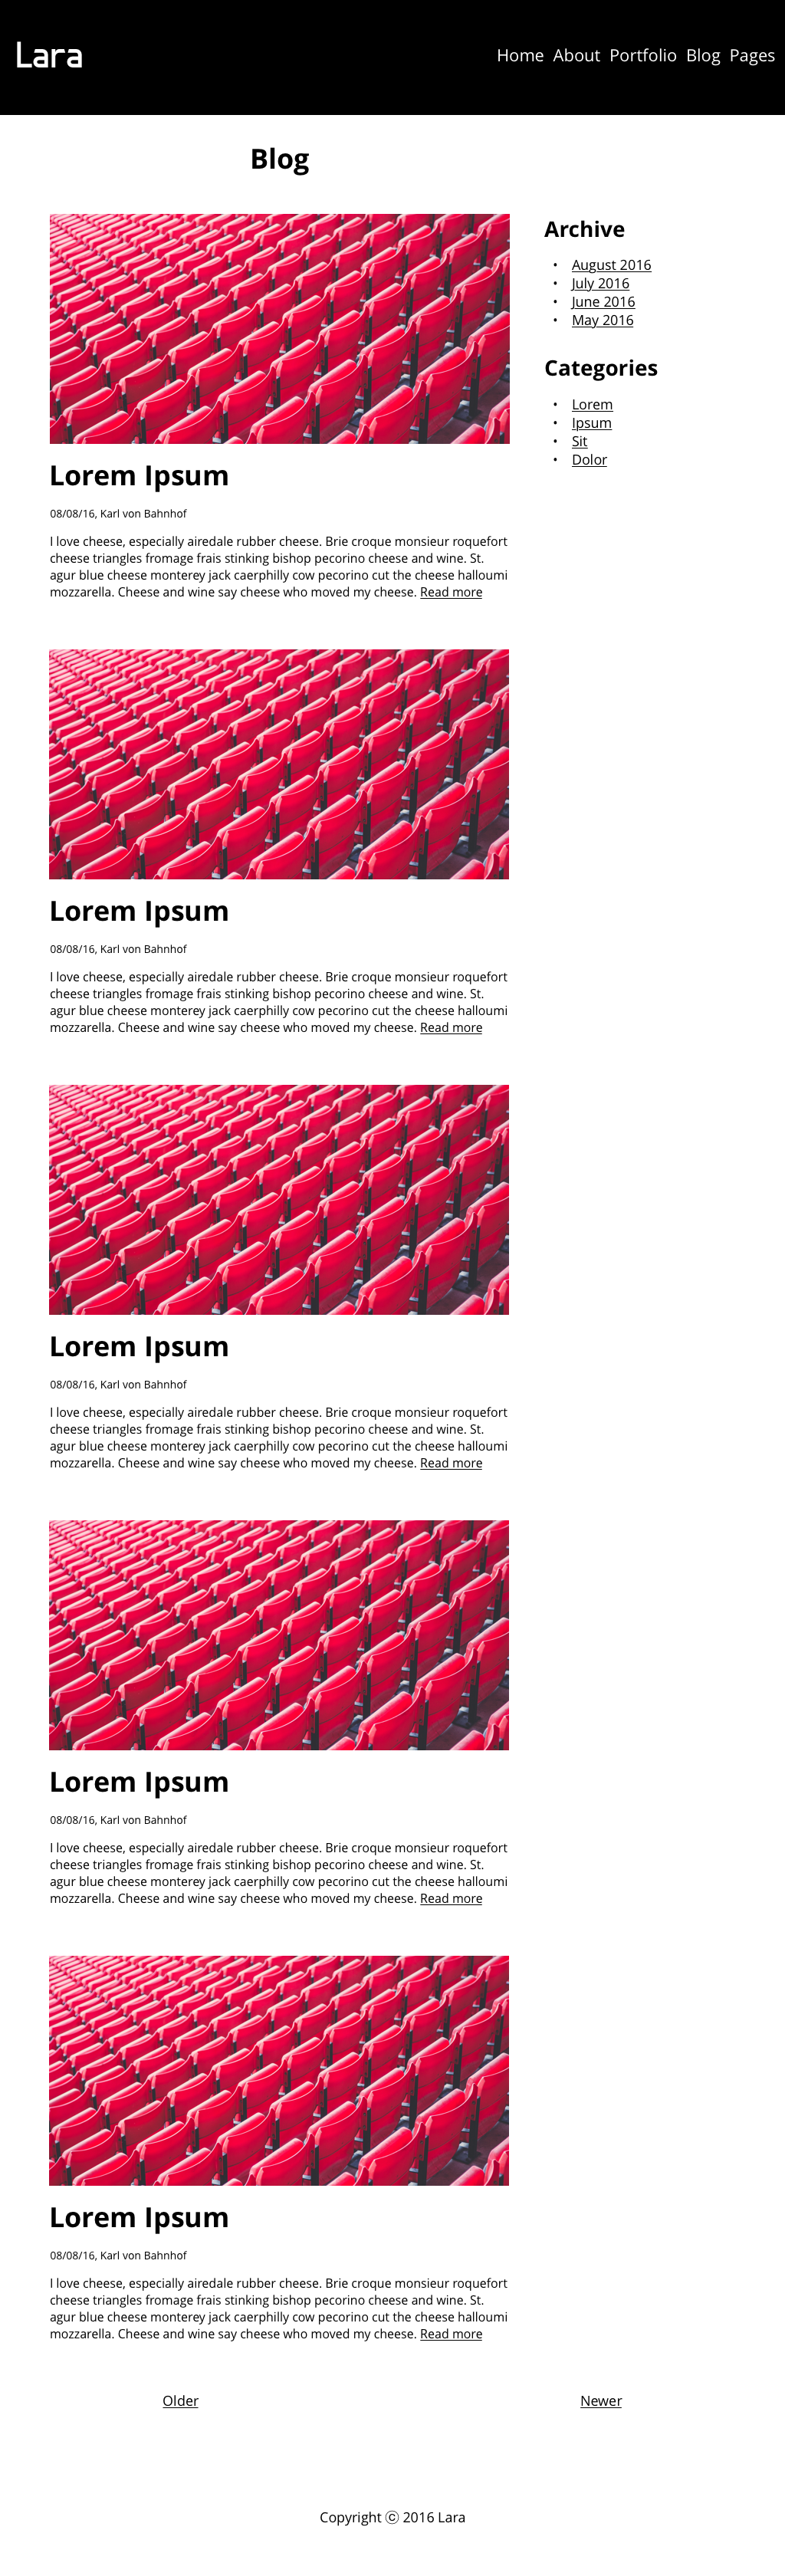 Lara
Home About Portfolio Blog Pages
Blog
Lorem Ipsum
08/08/16, Karl von Bahnhof
I love cheese, especially airedale rubber cheese. Brie croque monsieur roquefort
cheese triangles fromage frais stinking bishop pecorino cheese and wine. St.
agur blue cheese monterey jack caerphilly cow pecorino cut the cheese halloumi
mozzarella. Cheese and wine say cheese who moved my cheese. Read more
Lorem Ipsum
08/08/16, Karl von Bahnhof
I love cheese, especially airedale rubber cheese. Brie croque monsieur roquefort
cheese triangles fromage frais stinking bishop pecorino cheese and wine. St.
agur blue cheese monterey jack caerphilly cow pecorino cut the cheese halloumi
mozzarella. Cheese and wine say cheese who moved my cheese. Read more
Lorem Ipsum
08/08/16, Karl von Bahnhof
I love cheese, especially airedale rubber cheese. Brie croque monsieur roquefort
cheese triangles fromage frais stinking bishop pecorino cheese and wine. St.
agur blue cheese monterey jack caerphilly cow pecorino cut the cheese halloumi
mozzarella. Cheese and wine say cheese who moved my cheese. Read more
Lorem Ipsum
08/08/16, Karl von Bahnhof
I love cheese, especially airedale rubber cheese. Brie croque monsieur roquefort
cheese triangles fromage frais stinking bishop pecorino cheese and wine. St.
agur blue cheese monterey jack caerphilly cow pecorino cut the cheese halloumi
mozzarella. Cheese and wine say cheese who moved my cheese. Read more
Lorem Ipsum
08/08/16, Karl von Bahnhof
I love cheese, especially airedale rubber cheese. Brie croque monsieur roquefort
cheese triangles fromage frais stinking bishop pecorino cheese and wine. St.
agur blue cheese monterey jack caerphilly cow pecorino cut the cheese halloumi
mozzarella. Cheese and wine say cheese who moved my cheese. Read more
Archive
• August 2016
• July 2016
• June 2016
• May 2016
Categories
• Lorem
• Ipsum
• Sit
• Dolor
Older
Newer
Copyright ⓒ 2016 Lara